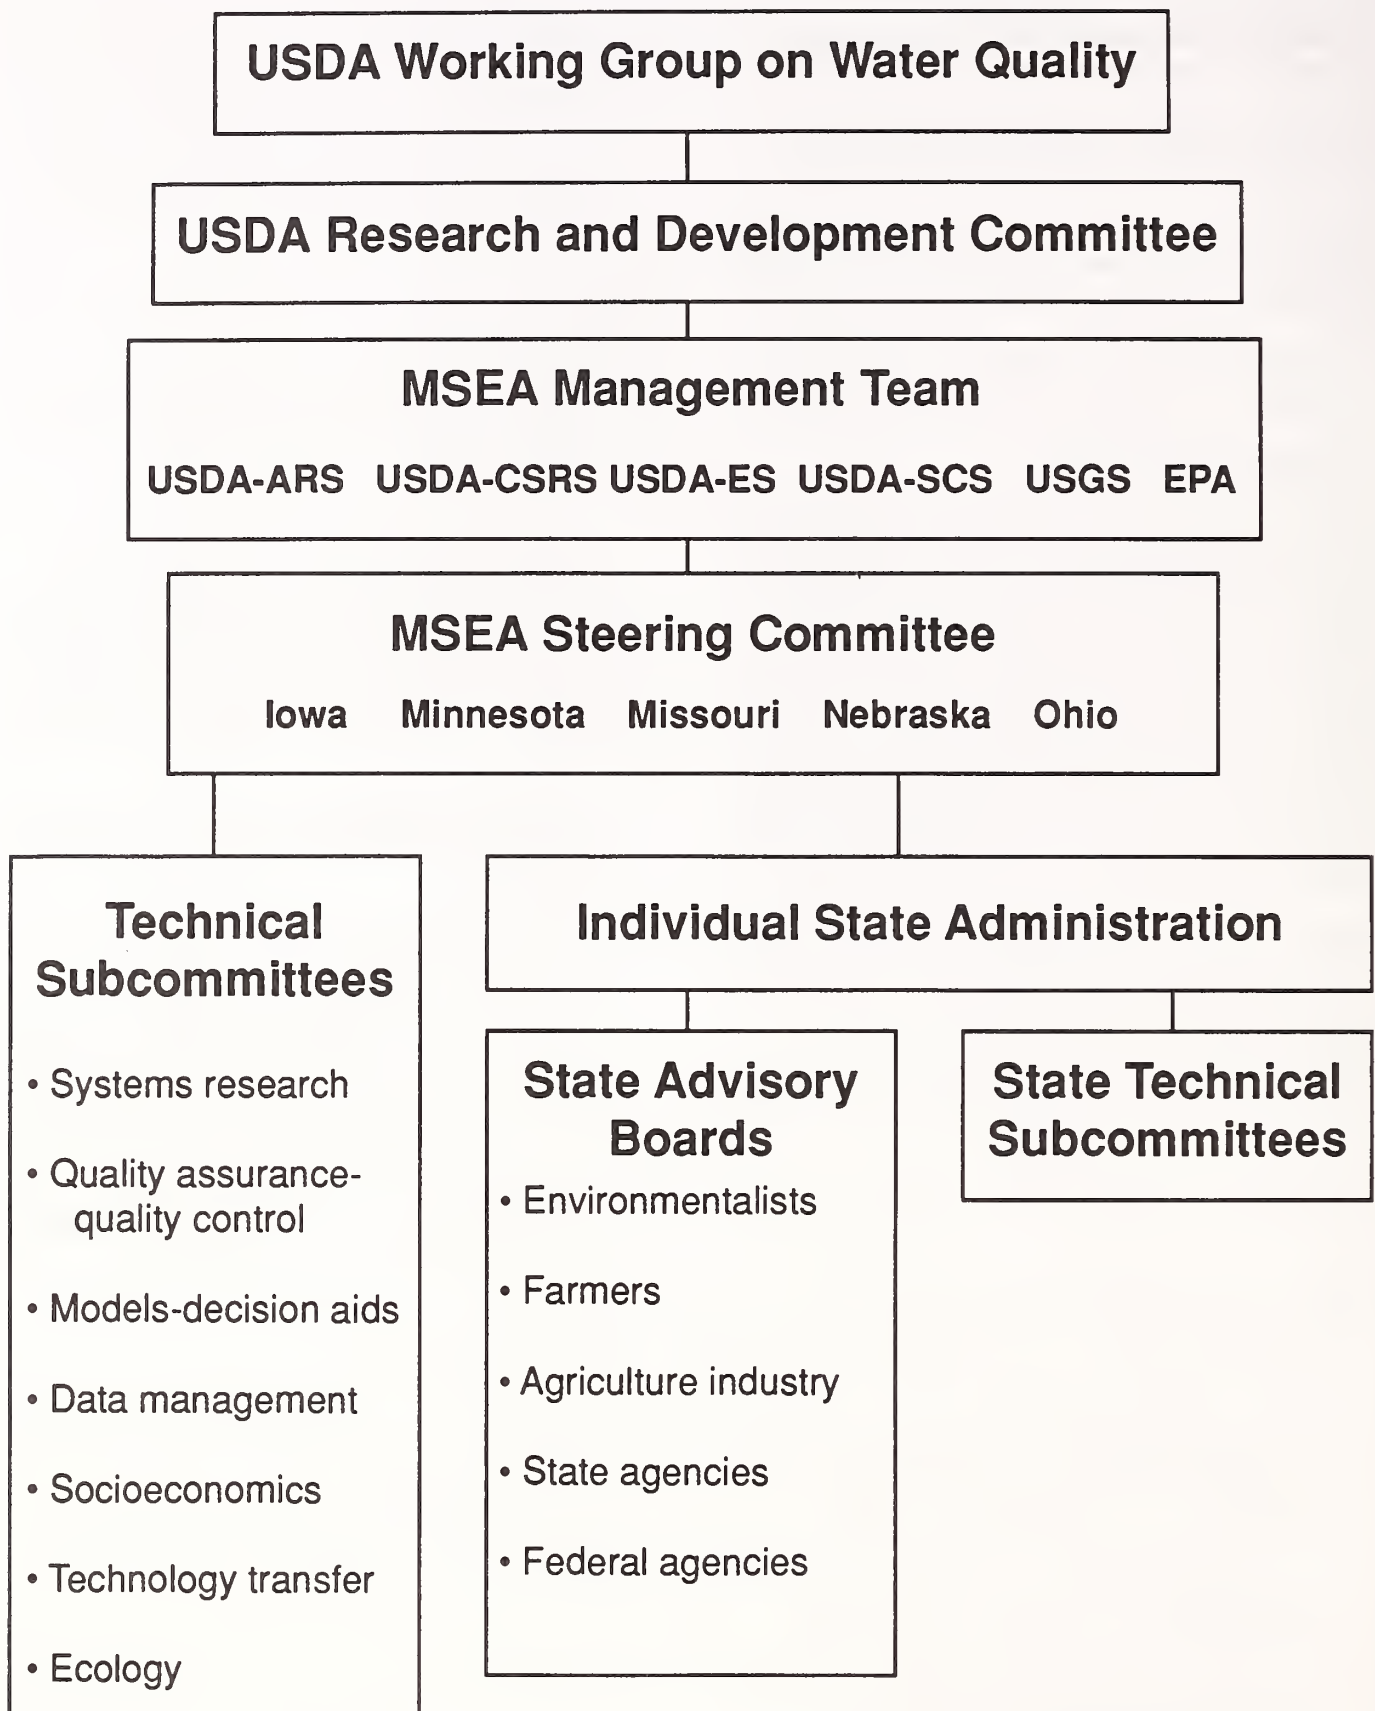 USDA Working Group on Water Quality
USDA Research and Development Committee
MSEA Management Team
USDA-ARS USDA-CSRS USDA-ES USDA-SCS USGS EPA
MSEA Steering Committee
Iowa Minnesota Missouri Nebraska Ohio
Technical
Subcommittees
• Systems research
• Quality assurance-
quality control
• Models-decision aids
• Data management
• Socioeconomics
• Technology transfer
• Ecology
Individual State Administration
State Advisory
Boards
• Environmentalists
• Farmers
• Agriculture industry
• State agencies
• Federal agencies
State Technical
Subcommittees